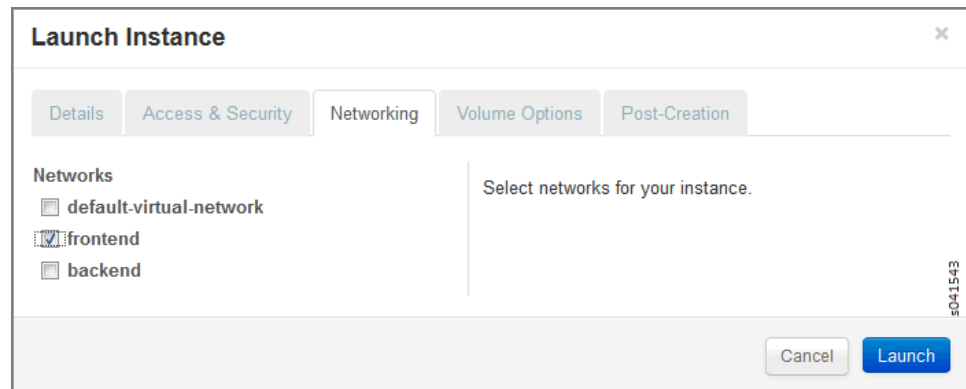 Launch Instance
×
Details
Access & Security
Networking
Volume Options
Post-Creation
Networks
default-virtual-network
frontend
backend
Select networks for your instance.
s041543
Cancel
Launch